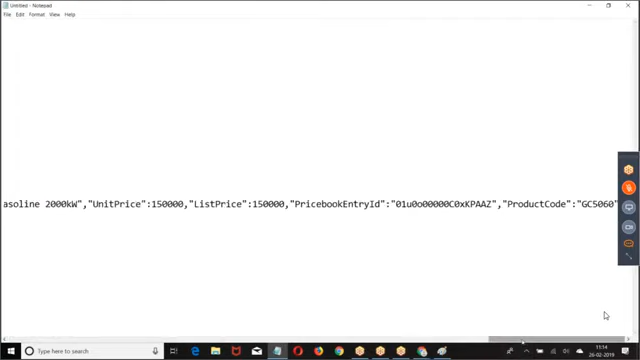 Untitled - Notepad
File Edit Format View Help
asoline 2000kW","UnitPrice":150000,"ListPrice":150000,"PricebookEntryId":"01u0o00000C0xKPAAZ","ProductCode":"GC5060"
Type here to search
11:14
26-02-2019